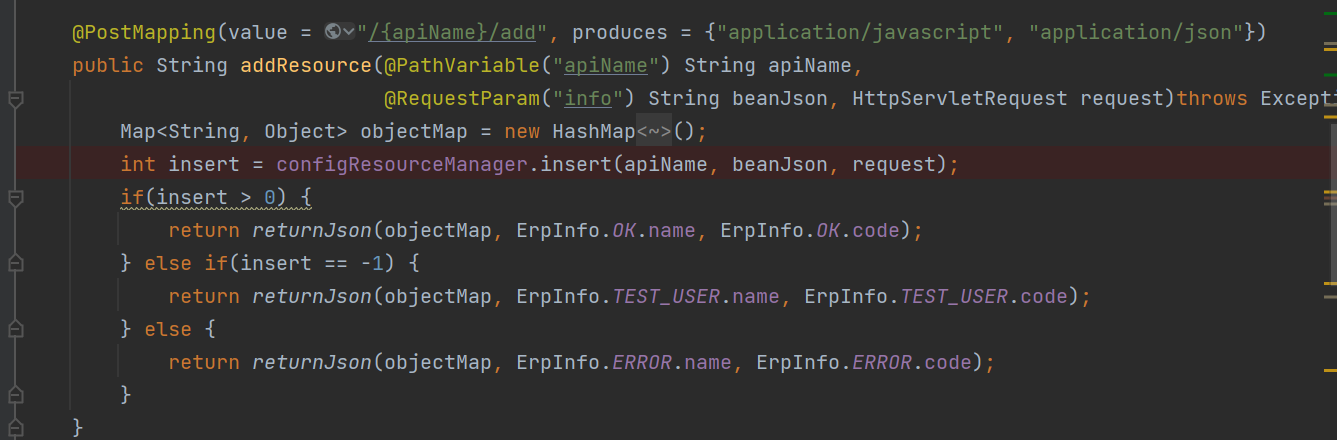 @PostMapping(value = "/{apiName}/add", produces = {"application/javascript", "application/json"})
public String addResource(@PathVariable("apiName") String apiName,
@RequestParam("info") String beanJson, HttpServletRequest request)throws Excepti
Map<String, Object> objectMap = new HashMap<~>();
int insert = configResourceManager.insert(apiName, beanJson, request);
if(insert > 0) {
return returnJson(objectMap, ErpInfo.OK.name, ErpInfo.OK.code);
} else if(insert == -1) {
return returnJson(objectMap, ErpInfo.TEST_USER.name, ErpInfo.TEST_USER.code);
} else {
return returnJson(objectMap, ErpInfo.ERROR.name, ErpInfo.ERROR.code);
}
}